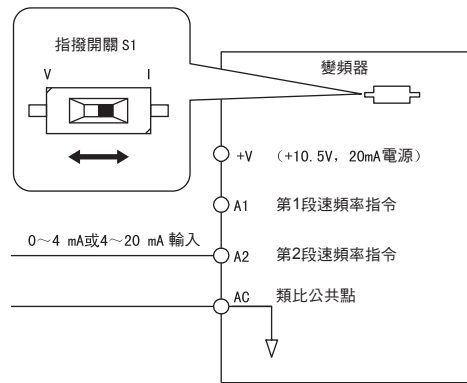 指撥開關 S1
V I
變頻器
+V （+10.5V，20mA電源）
A1 第1段速頻率指令
0～4 mA或4～20 mA 輸入
A2 第2段速頻率指令
AC 類比公共點